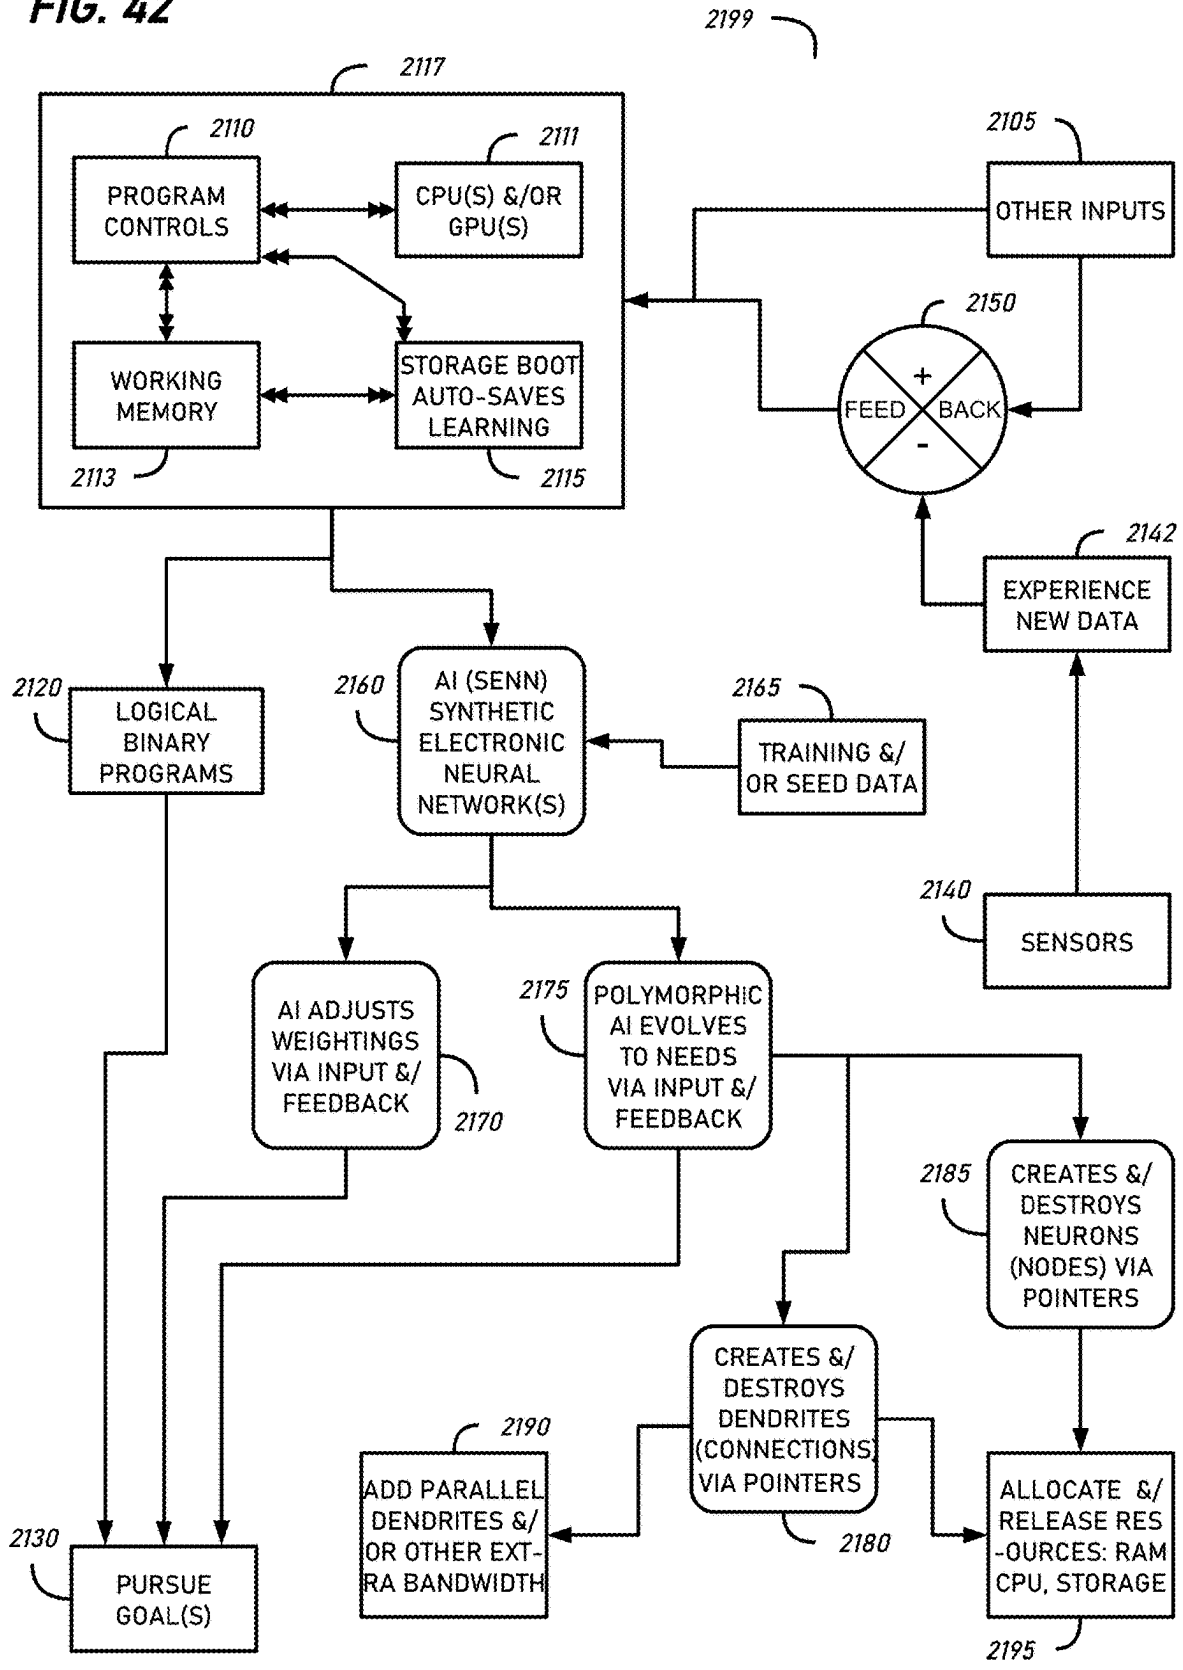 FIG. 42
2199
2117
2110
2111
2105
PROGRAM
CONTROLS
CPU(S) &/OR
GPU(S)
OTHER INPUTS
2150
WORKING
MEMORY
STORAGE BOOT
AUTO-SAVES
LEARNING
+
FEED
BACK
-
2113
2115
2142
EXPERIENCE
NEW DATA
2120
LOGICAL
BINARY
PROGRAMS
2160
AI (SENN)
SYNTHETIC
ELECTRONIC
NEURAL
NETWORK(S)
2165
TRAINING &/
OR SEED DATA
2140
SENSORS
AI ADJUSTS
WEIGHTINGS
VIA INPUT &/
FEEDBACK
2170
2175
POLYMORPHIC
AI EVOLVES
TO NEEDS
VIA INPUT &/
FEEDBACK
2185
CREATES &/
DESTROYS
NEURONS
(NODES) VIA
POINTERS
CREATES &/
DESTROYS
DENDRITES
(CONNECTIONS)
VIA POINTERS
2180
2190
ADD PARALLEL
DENDRITES &/
OR OTHER EXT-
RA BANDWIDTH
ALLOCATE &/
RELEASE RES
-OURCES: RAM
CPU, STORAGE
2195
2130
PURSUE
GOAL(S)